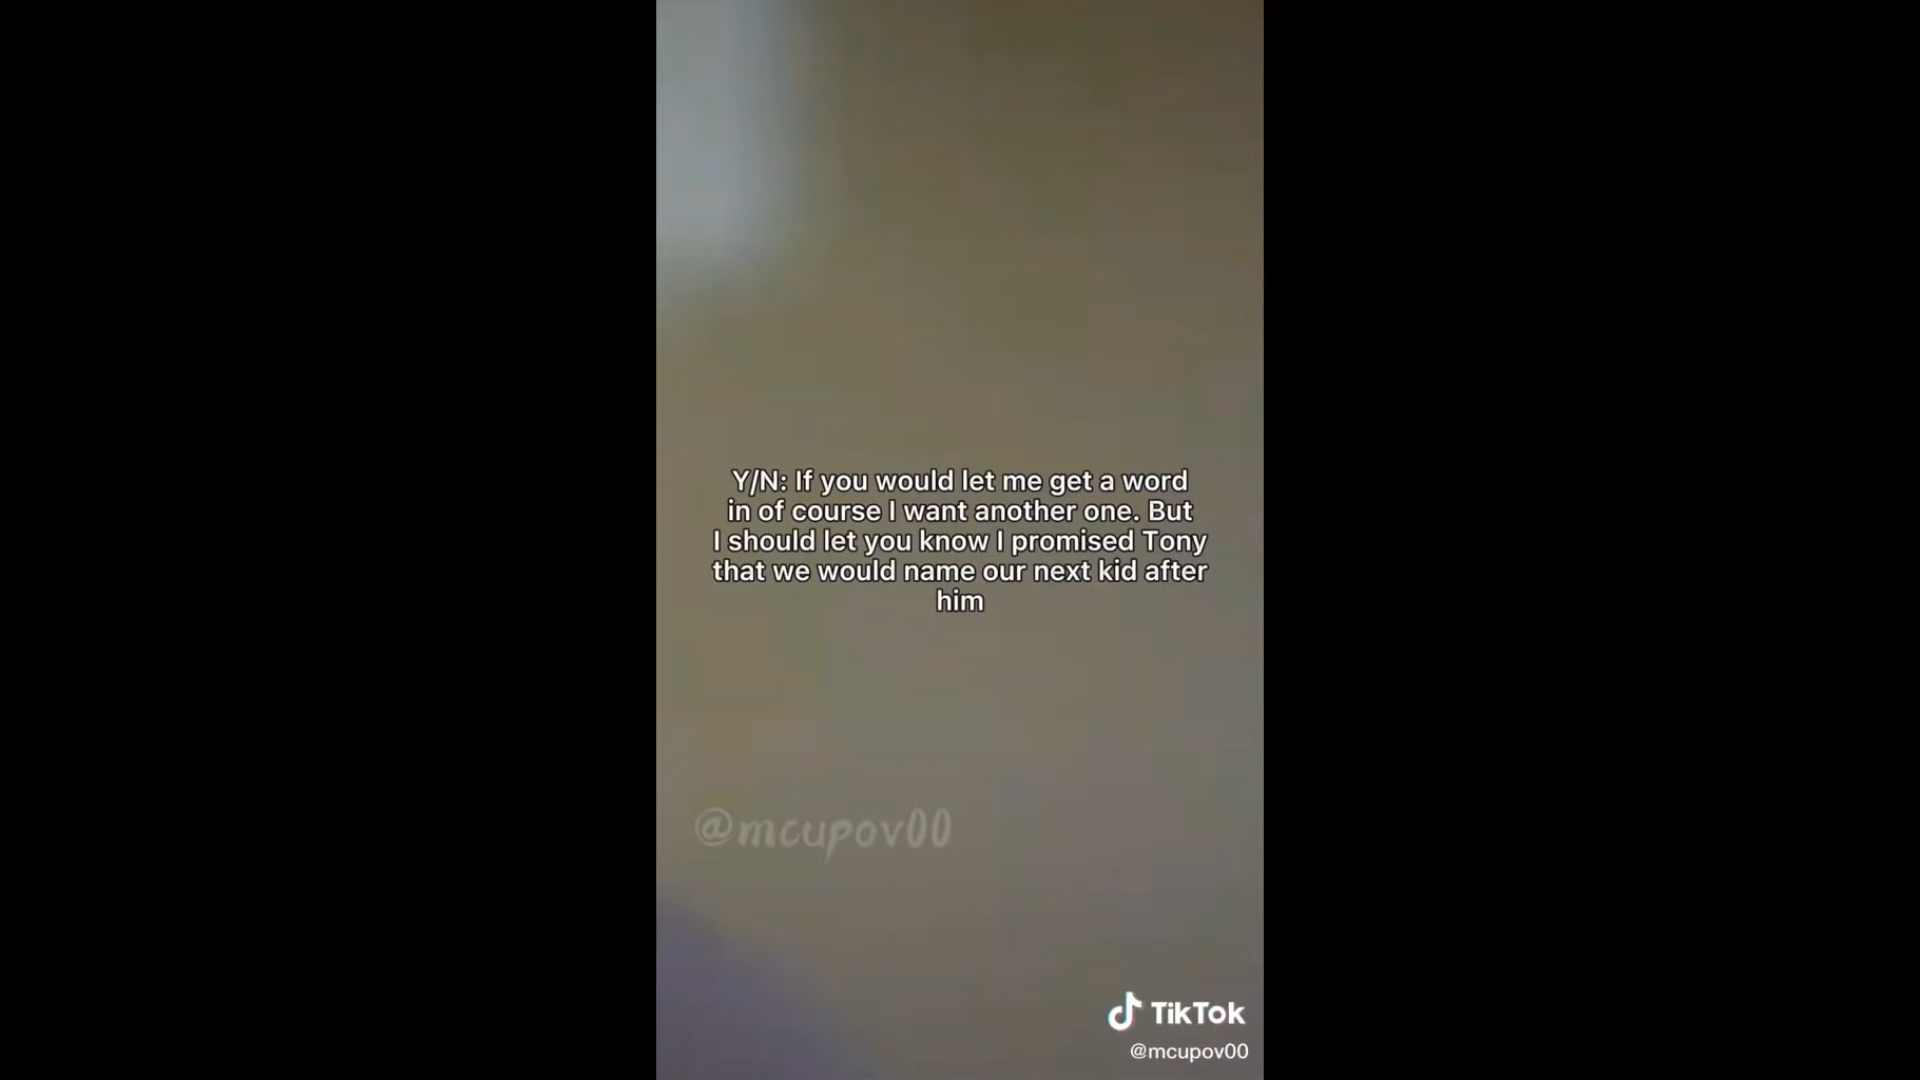 Y/N: If you would let me get a word
in of course I want another one. But
I should let you know I promised Tony
that we would name our next kid after
him
@mcupov00
TikTok
@mcupov00